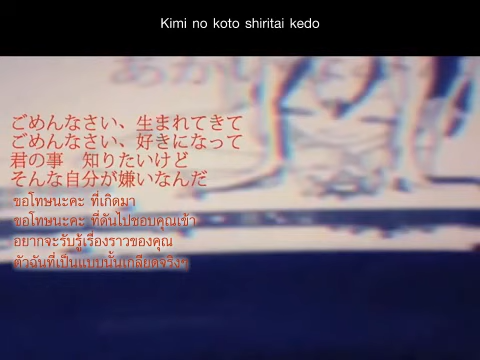 Kimi no koto shiritai kedo
ごめんなさい、生まれてきて
ごめんなさい、好きになって
君の事　知りたいけど
そんな自分が嫌いなんだ
ขอโทษนะคะ ที่เกิดมา
ขอโทษนะคะ ที่ดันไปชอบคุณเข้า
อยากจะรับรู้เรื่องราวของคุณ
ตัวฉันที่เป็นแบบนั้นเกลียดจริงๆ